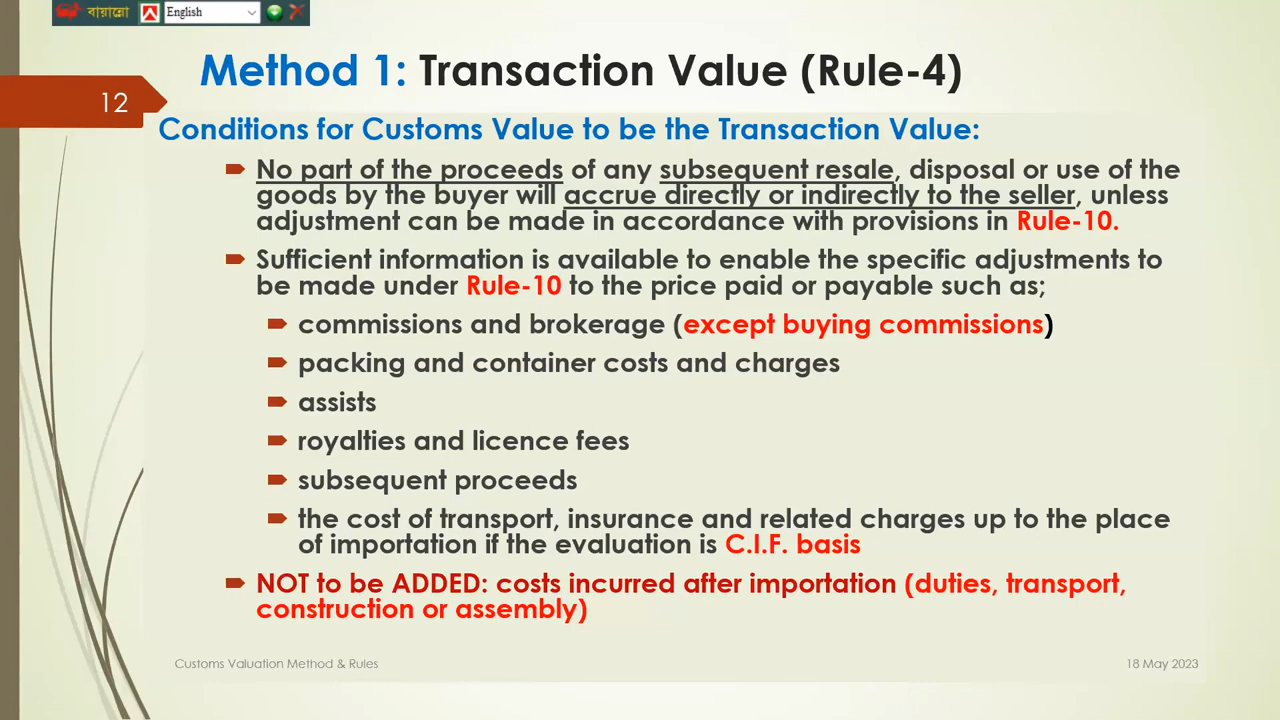 বায়ান্নো English
Method 1: Transaction Value (Rule-4)
12
Conditions for Customs Value to be the Transaction Value:
No part of the proceeds of any subsequent resale, disposal or use of the
goods by the buyer will accrue directly or indirectly to the seller, unless
adjustment can be made in accordance with provisions in Rule-10.
Sufficient information is available to enable the specific adjustments to
be made under Rule-10 to the price paid or payable such as;
commissions and brokerage (except buying commissions)
packing and container costs and charges
assists
royalties and licence fees
subsequent proceeds
the cost of transport, insurance and related charges up to the place
of importation if the evaluation is C.I.F. basis
NOT to be ADDED: costs incurred after importation (duties, transport,
construction or assembly)
Customs Valuation Method & Rules
18 May 2023